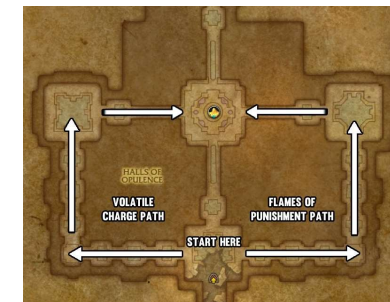 HALLS OF
OPULENCE
VOLATILE
CHARGE PATH
FLAMES OF
PUNISHMENT PATH
START HERE